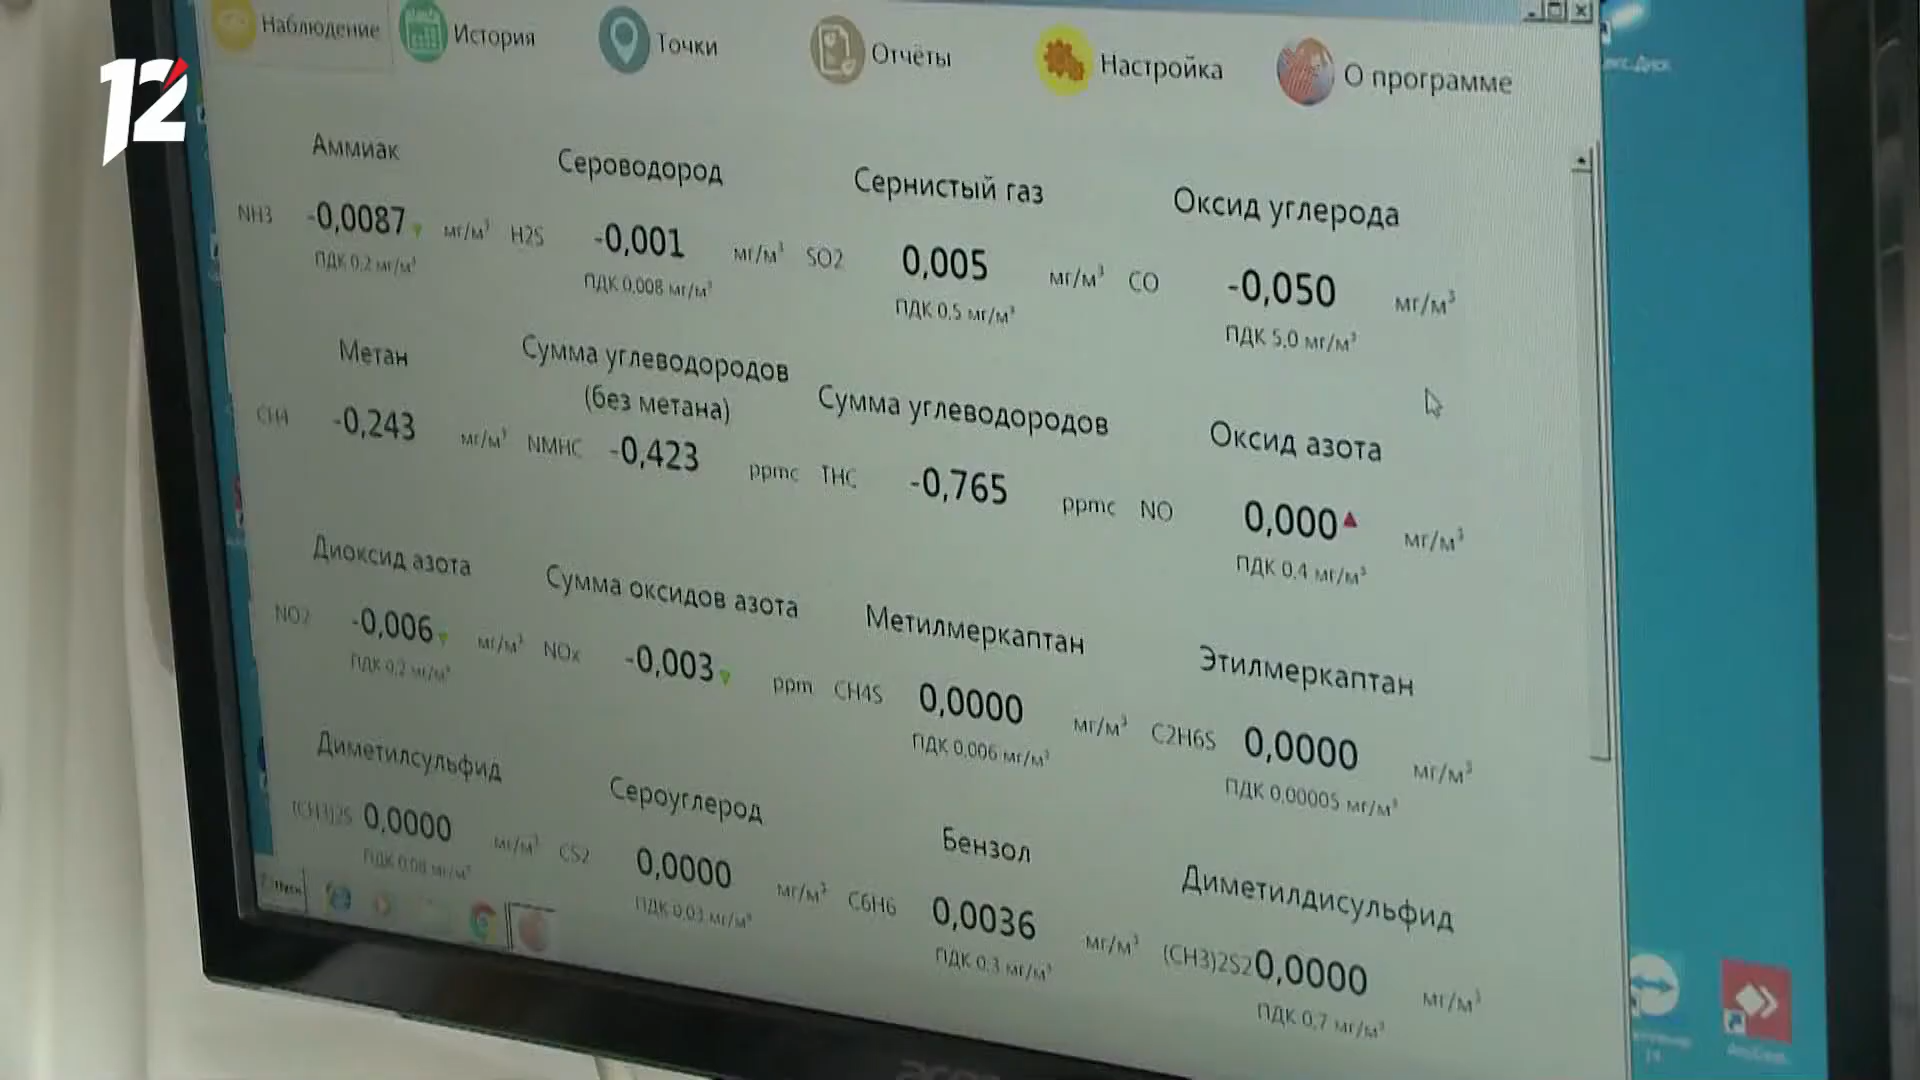 12
Наблюдение
История
Точки
Отчёты
Настройка
О программе
Аммиак
NH3 -0,0087 мг/м³
ПДК 0,2 мг/м³
Сероводород
H2S -0,001 мг/м³
ПДК 0,008 мг/м³
Сернистый газ
SO2 0,005 мг/м³
ПДК 0,5 мг/м³
Оксид углерода
CO -0,050 мг/м³
ПДК 5,0 мг/м³
Метан
CH4 -0,243 мг/м³
Сумма углеводородов
(без метана)
NMHC -0,423 ppmc
Сумма углеводородов
THC -0,765 ppmc
Оксид азота
NO 0,000 мг/м³
ПДК 0,4 мг/м³
Диоксид азота
NO2 -0,006 мг/м³
ПДК 0,2 мг/м³
Сумма оксидов азота
NOx -0,003 ppm
Метилмеркаптан
CH4S 0,0000 мг/м³
ПДК 0,006 мг/м³
Этилмеркаптан
C2H6S 0,0000 мг/м³
ПДК 0,00005 мг/м³
Диметилсульфид
(CH3)2S 0,0000 мг/м³
ПДК 0,08 мг/м³
Сероуглерод
CS2 0,0000 мг/м³
ПДК 0,03 мг/м³
Бензол
C6H6 0,0036 мг/м³
ПДК 0,3 мг/м³
Диметилдисульфид
(CH3)2S2 0,0000 мг/м³
ПДК 0,7 мг/м³
Пуск
acer